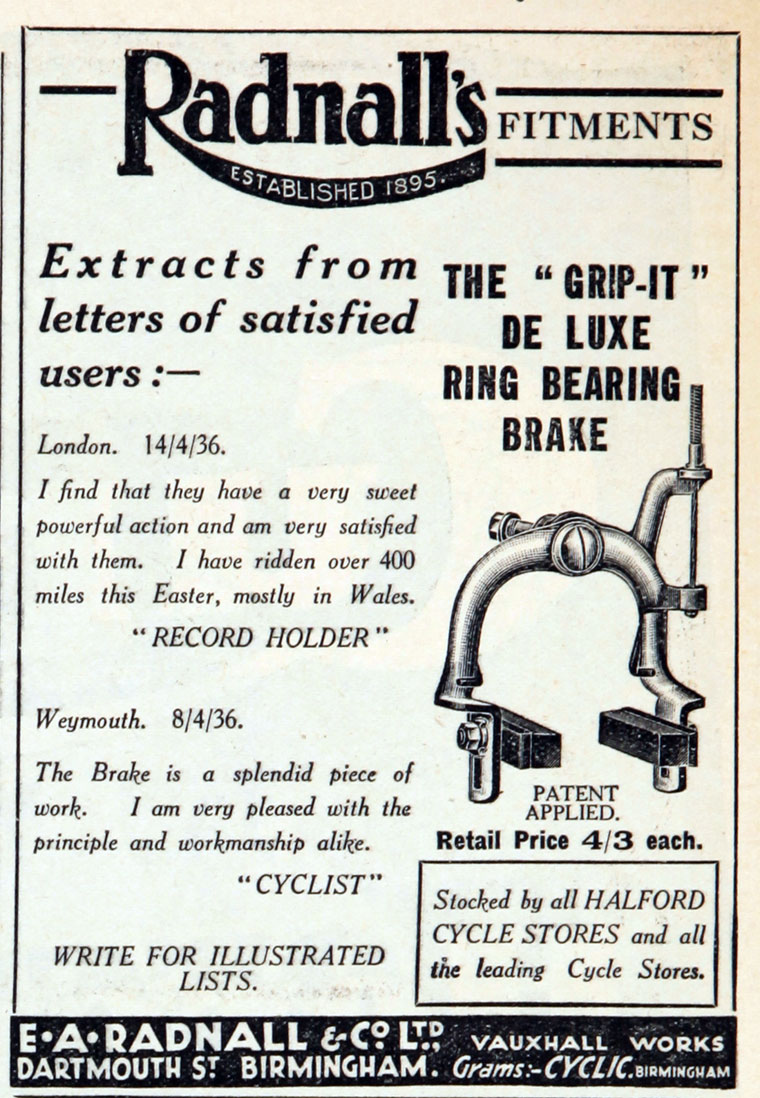 Radnall's FITMENTS
ESTABLISHED 1895.
Extracts from
letters of satisfied
users :—
London. 14/4/36.
I find that they have a very sweet
powerful action and am very satisfied
with them. I have ridden over 400
miles this Easter, mostly in Wales.
"RECORD HOLDER"
Weymouth. 8/4/36.
The Brake is a splendid piece of
work. I am very pleased with the
principle and workmanship alike.
"CYCLIST"
WRITE FOR ILLUSTRATED
LISTS.
THE "GRIP-IT"
DE LUXE
RING BEARING
BRAKE
PATENT
APPLIED.
Retail Price 4/3 each.
Stocked by all HALFORD
CYCLE STORES and all
the leading Cycle Stores.
E•A•RADNALL & CO LTD, VAUXHALL WORKS
DARTMOUTH ST BIRMINGHAM. Grams:- CYCLIC. BIRMINGHAM